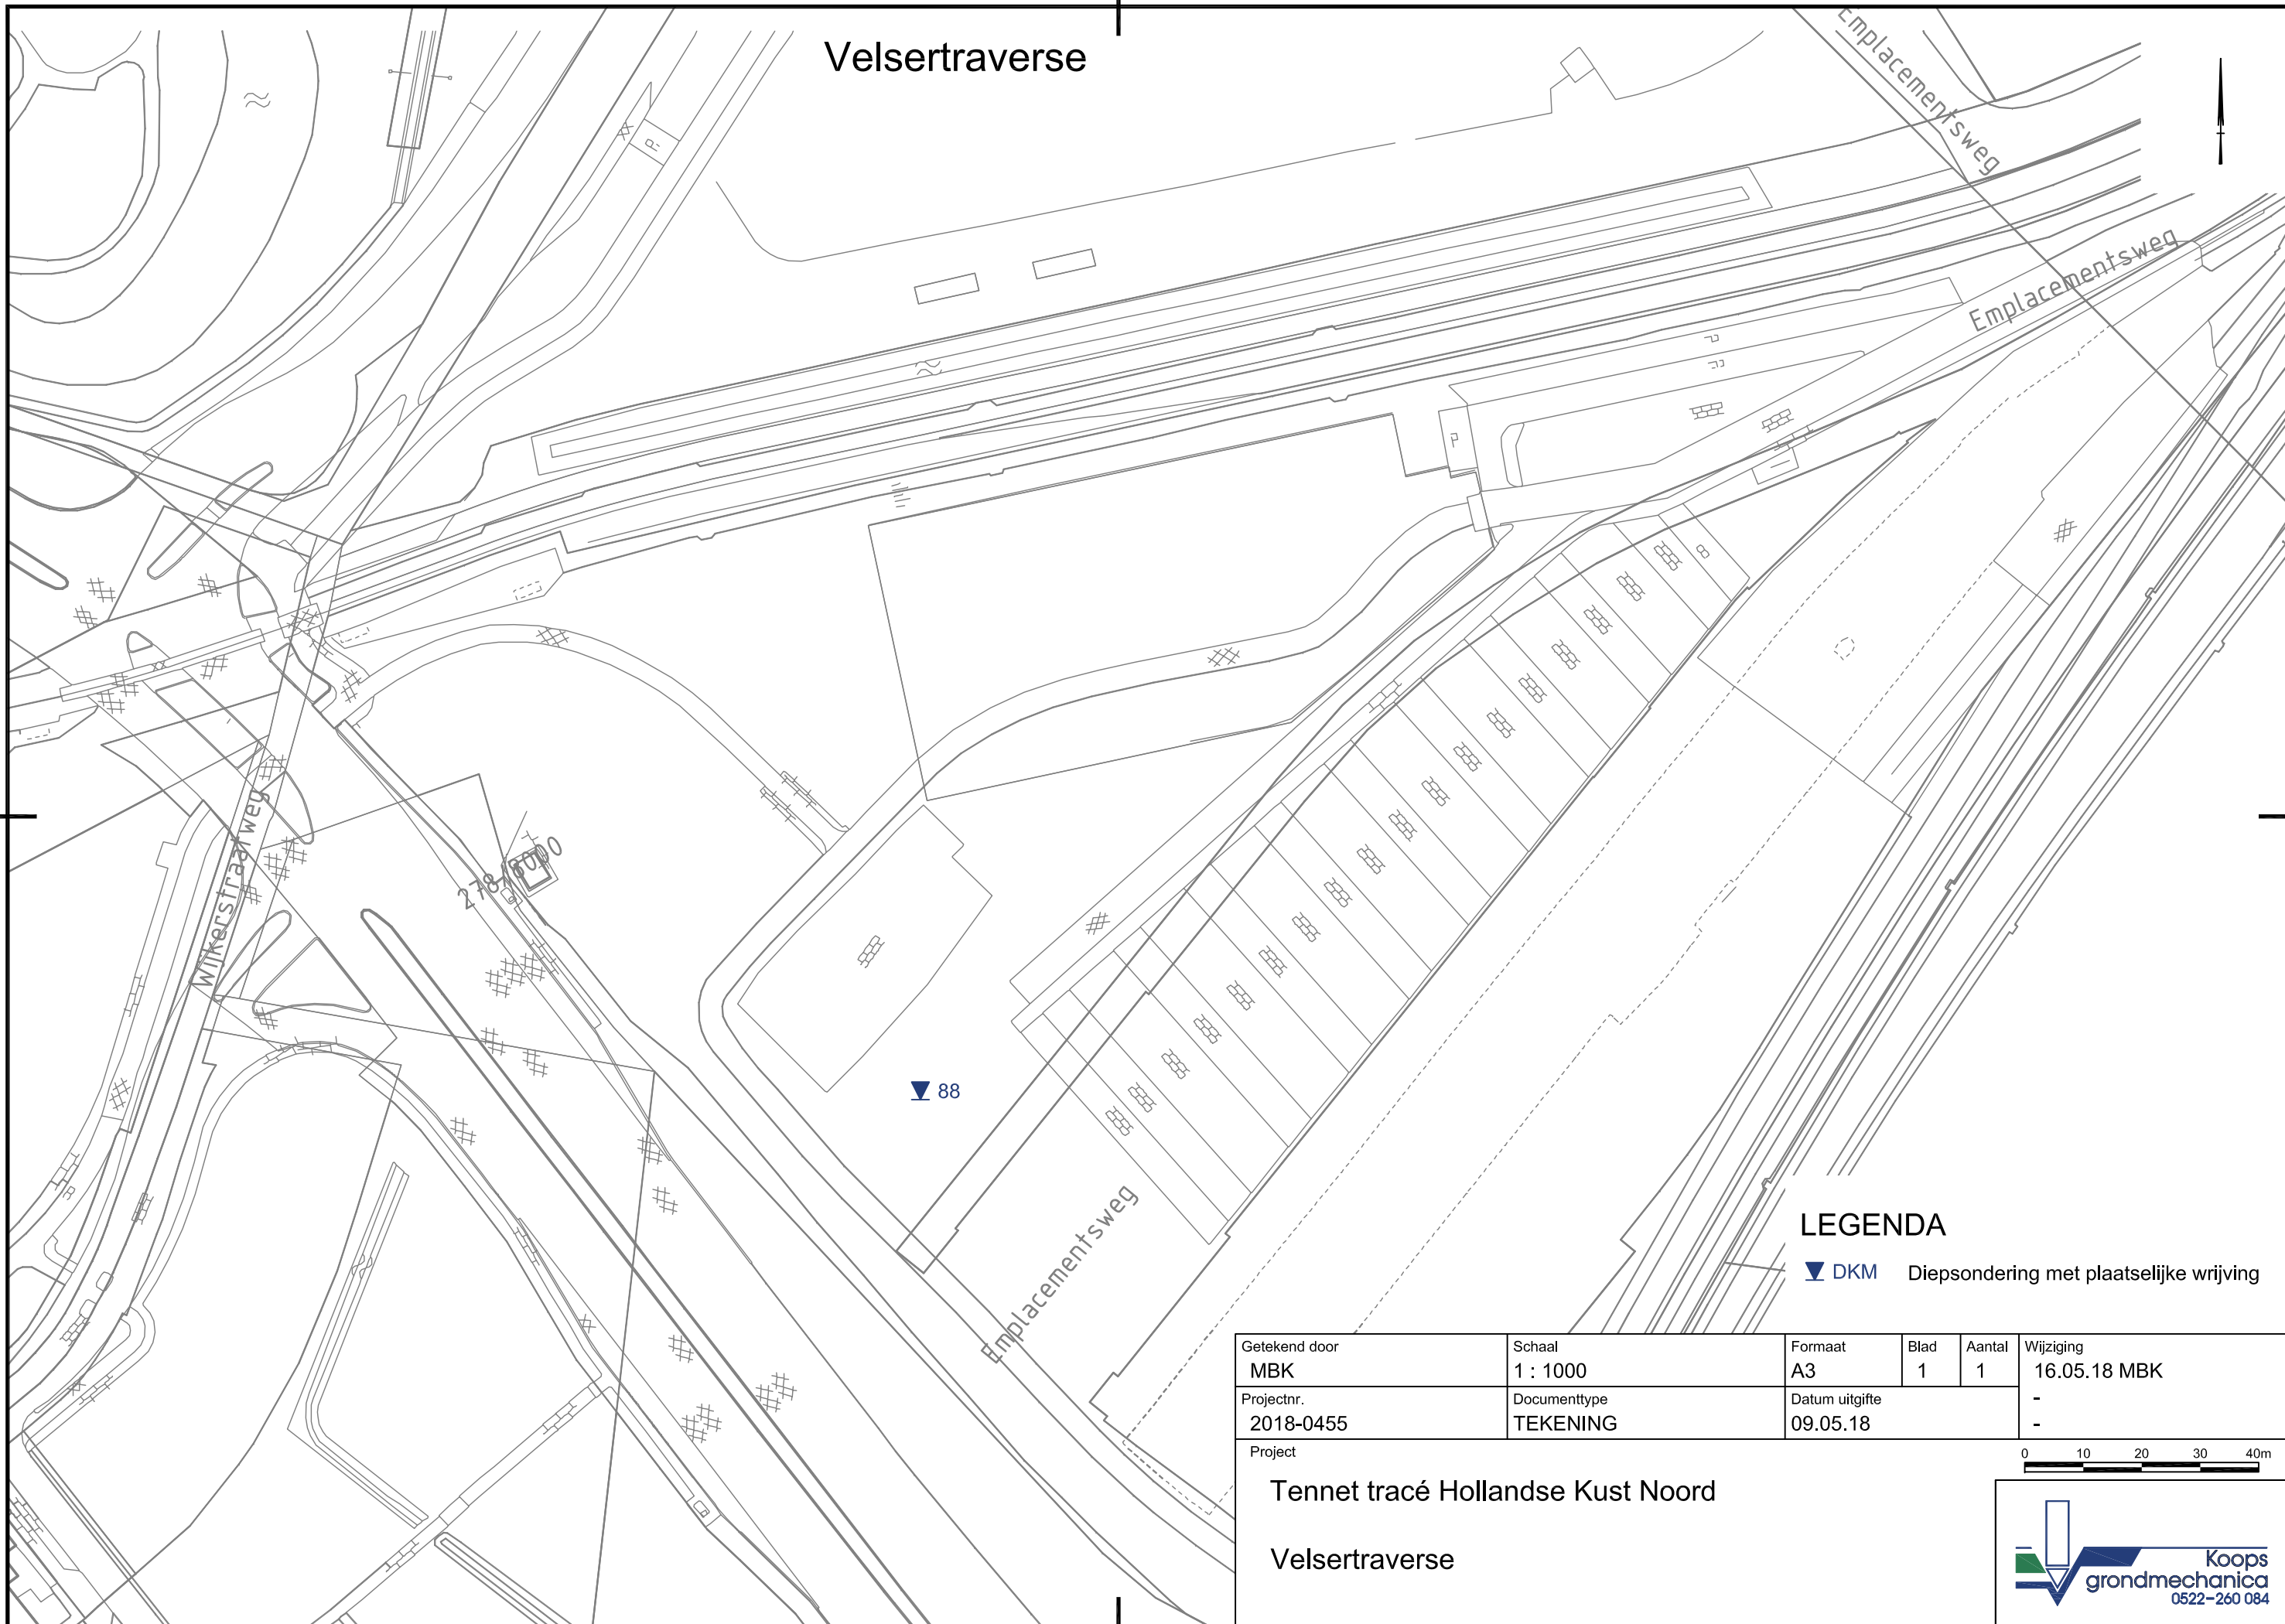 Velsertraverse
Emplacementsweg
Emplacementsweg
P
P
B
Wijkerstraatweg
88
Emplacementsweg
B
B
LEGENDA
DKM Diepsondering met plaatselijke wrijving
Getekend door
MBK
Schaal
1 : 1000
Formaat
A3
Blad
1
Aantal
1
Wijziging
16.05.18 MBK
-
-
Projectnr.
2018-0455
Documenttype
TEKENING
Datum uitgifte
09.05.18
Project
Tennet tracé Hollandse Kust Noord
Velsertraverse
0 10 20 30 40m
Koops
grondmechanica
0522-260 084